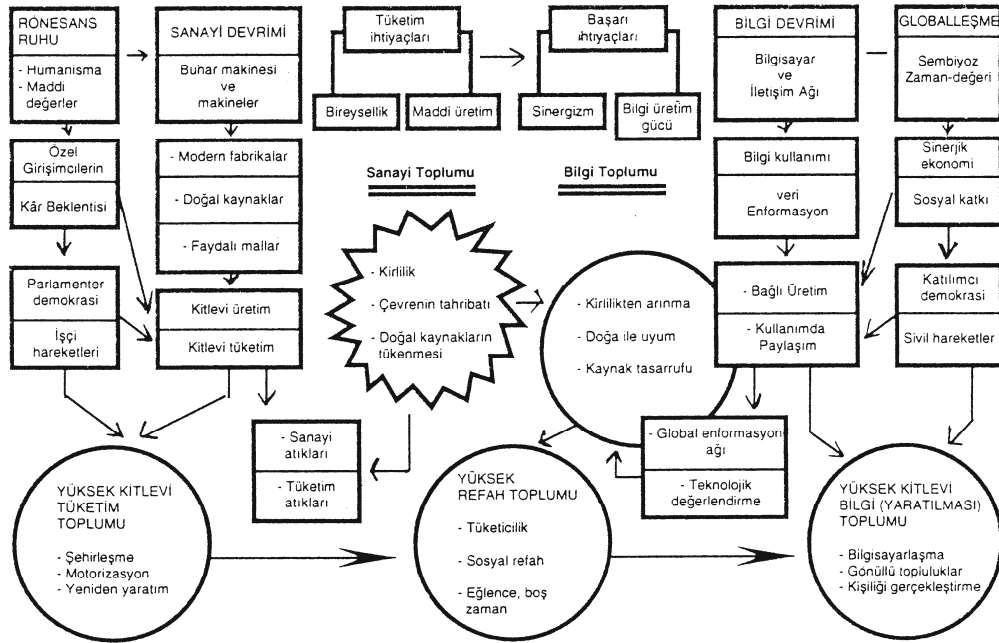 RÖNESANS
RUHU
- Humanisma
- Maddi
değerler
Özel
Girişimcilerin
Kâr Beklentisi
Parlamentor
demokrasi
İşçi
hareketleri
SANAYİ DEVRİMİ
Buhar makinesi
ve
makineler
- Modern fabrikalar
- Doğal kaynaklar
- Faydalı mallar
Kitlevi üretim
Kitlevi tüketim
- Sanayi
atıkları
- Tüketim
atıkları
YÜKSEK KİTLEVİ
TÜKETİM
TOPLUMU
- Şehirleşme
- Motorizasyon
- Yeniden yaratım
Tüketim
ihtiyaçları
Bireysellik
Maddi üretim
Başarı
ihtiyaçları
Sinergizm
Bilgi üretim
gücü
Sanayi Toplumu
- Kirlilik
- Çevrenin tahribatı
- Doğal kaynakların
tükenmesi
Bilgi Toplumu
- Kirlilikten arınma
- Doğa ile uyum
- Kaynak tasarrufu
YÜKSEK
REFAH TOPLUMU
- Tüketicilik
- Sosyal refah
- Eğlence, boş
zaman
BİLGİ DEVRİMİ
Bilgisayar
ve
İletişim Ağı
Bilgi kullanımı
veri
Enformasyon
- Bağlı Üretim
- Kullanımda
Paylaşım
- Global enformasyon
ağı
- Teknolojik
değerlendirme
GLOBALLEŞME
Sembiyoz
Zaman-değeri
Sinerjik
ekonomi
Sosyal katkı
Katılımcı
demokrasi
Sivil hareketler
YÜKSEK KİTLEVİ
BİLGİ (YARATILMASI)
TOPLUMU
- Bilgisayarlaşma
- Gönüllü topluluklar
- Kişiliği gerçekleştirme